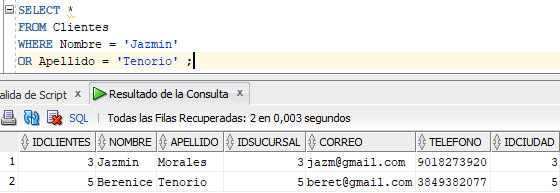 SELECT *
FROM Clientes
WHERE Nombre = 'Jazmin'
OR Apellido = 'Tenorio' ;
alida de Script x Resultado de la Consulta x
SQL | Todas las Filas Recuperadas: 2 en 0,003 segundos
IDCLIENTES NOMBRE APELLIDO IDSUCURSAL CORREO TELEFONO IDCIUDAD
1 3 Jazmin Morales 3 jazm@gmail.com 9018273920 3
2 5 Berenice Tenorio 5 beret@gmail.com 3849382077 5